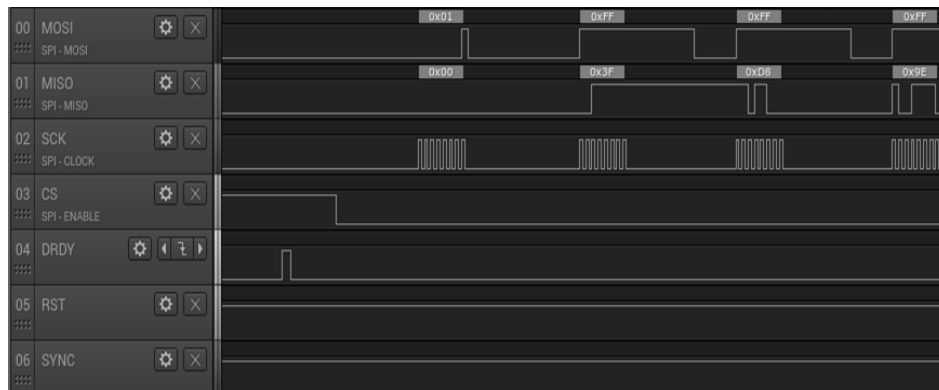 0x01 0xFF 0xFF 0xFF
00 MOSI
SPI - MOSI
0x00 0x3F 0xD8 0x9E
01 MISO
SPI - MISO
02 SCK
SPI - CLOCK
03 CS
SPI - ENABLE
04 DRDY
05 RST
06 SYNC